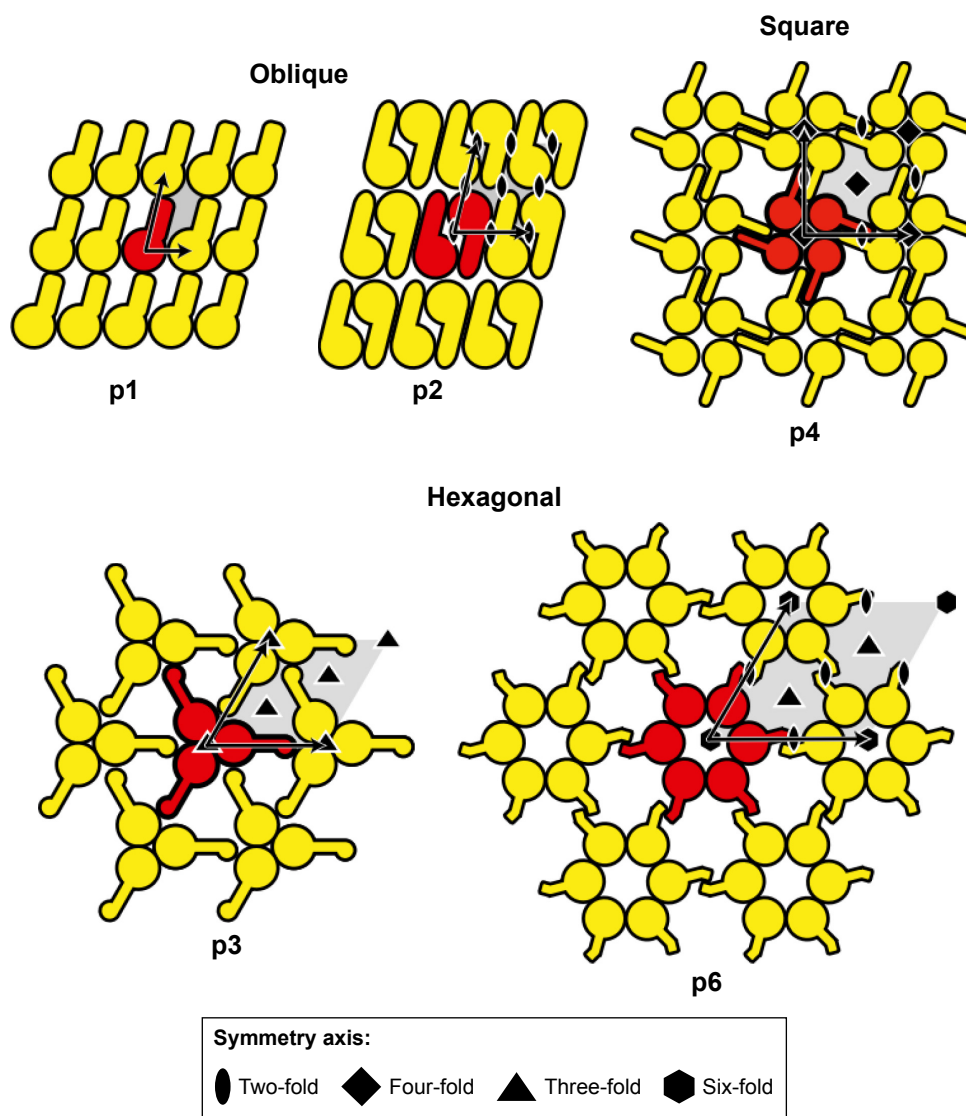 Square
Oblique
p1
p2
p4
Hexagonal
p3
p6
Symmetry axis:
Two-fold Four-fold Three-fold Six-fold